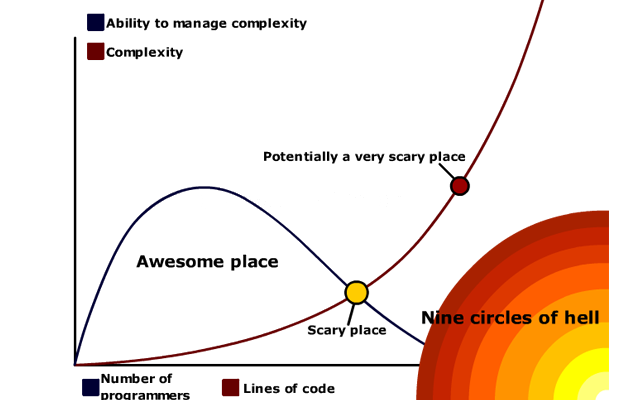 Ability to manage complexity
Complexity
Potentially a very scary place
Awesome place
Nine circles of hell
Scary place
Number of
programmers
Lines of code